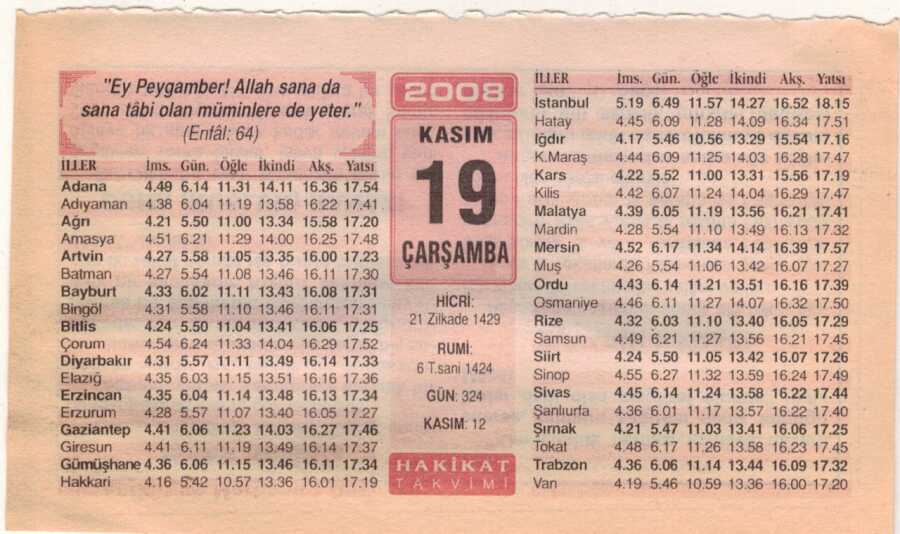 "Ey Peygamber! Allah sana da
sana tâbi olan müminlere de yeter."
(Enfâl: 64)
İLLER İms. Gün. Öğle İkindi Akş. Yatsı
Adana 4.49 6.14 11.31 14.11 16.36 17.54
Adıyaman 4.38 6.04 11.19 13.58 16.22 17.41
Ağrı 4.21 5.50 11.00 13.34 15.58 17.20
Amasya 4.51 6.21 11.29 14.00 16.25 17.48
Artvin 4.27 5.58 11.05 13.35 16.00 17.23
Batman 4.27 5.54 11.08 13.46 16.11 17.30
Bayburt 4.33 6.02 11.11 13.43 16.08 17.31
Bingöl 4.31 5.58 11.10 13.46 16.11 17.31
Bitlis 4.24 5.50 11.04 13.41 16.06 17.25
Çorum 4.54 6.24 11.33 14.04 16.29 17.52
Diyarbakır 4.31 5.57 11.11 13.49 16.14 17.33
Elazığ 4.35 6.03 11.15 13.51 16.16 17.36
Erzincan 4.35 6.04 11.14 13.48 16.13 17.34
Erzurum 4.28 5.57 11.07 13.40 16.05 17.27
Gaziantep 4.41 6.06 11.23 14.03 16.27 17.46
Giresun 4.41 6.11 11.19 13.49 16.14 17.37
Gümüşhane 4.36 6.06 11.15 13.46 16.11 17.34
Hakkari 4.16 5.42 10.57 13.36 16.01 17.19
2008
KASIM
19
ÇARŞAMBA
HİCRİ:
21 Zilkade 1429
RUMİ:
6 T.sani 1424
GÜN: 324
KASIM: 12
HAKİKAT
TAKVİMİ
İLLER İms. Gün. Öğle İkindi Akş. Yatsı
İstanbul 5.19 6.49 11.57 14.27 16.52 18.15
Hatay 4.45 6.09 11.28 14.09 16.34 17.51
Iğdır 4.17 5.46 10.56 13.29 15.54 17.16
K.Maraş 4.44 6.09 11.25 14.03 16.28 17.47
Kars 4.22 5.52 11.00 13.31 15.56 17.19
Kilis 4.42 6.07 11.24 14.04 16.29 17.47
Malatya 4.39 6.05 11.19 13.56 16.21 17.41
Mardin 4.28 5.54 11.10 13.49 16.13 17.32
Mersin 4.52 6.17 11.34 14.14 16.39 17.57
Muş 4.26 5.54 11.06 13.42 16.07 17.27
Ordu 4.43 6.14 11.21 13.51 16.16 17.39
Osmaniye 4.46 6.11 11.27 14.07 16.32 17.50
Rize 4.32 6.03 11.10 13.40 16.05 17.29
Samsun 4.49 6.21 11.27 13.56 16.21 17.45
Siirt 4.24 5.50 11.05 13.42 16.07 17.26
Sinop 4.55 6.27 11.32 13.59 16.24 17.49
Sivas 4.45 6.14 11.24 13.58 16.22 17.44
Şanlıurfa 4.36 6.01 11.17 13.57 16.22 17.40
Şırnak 4.21 5.47 11.03 13.41 16.06 17.25
Tokat 4.48 6.17 11.26 13.58 16.23 17.45
Trabzon 4.36 6.06 11.14 13.44 16.09 17.32
Van 4.19 5.46 10.59 13.36 16.00 17.20